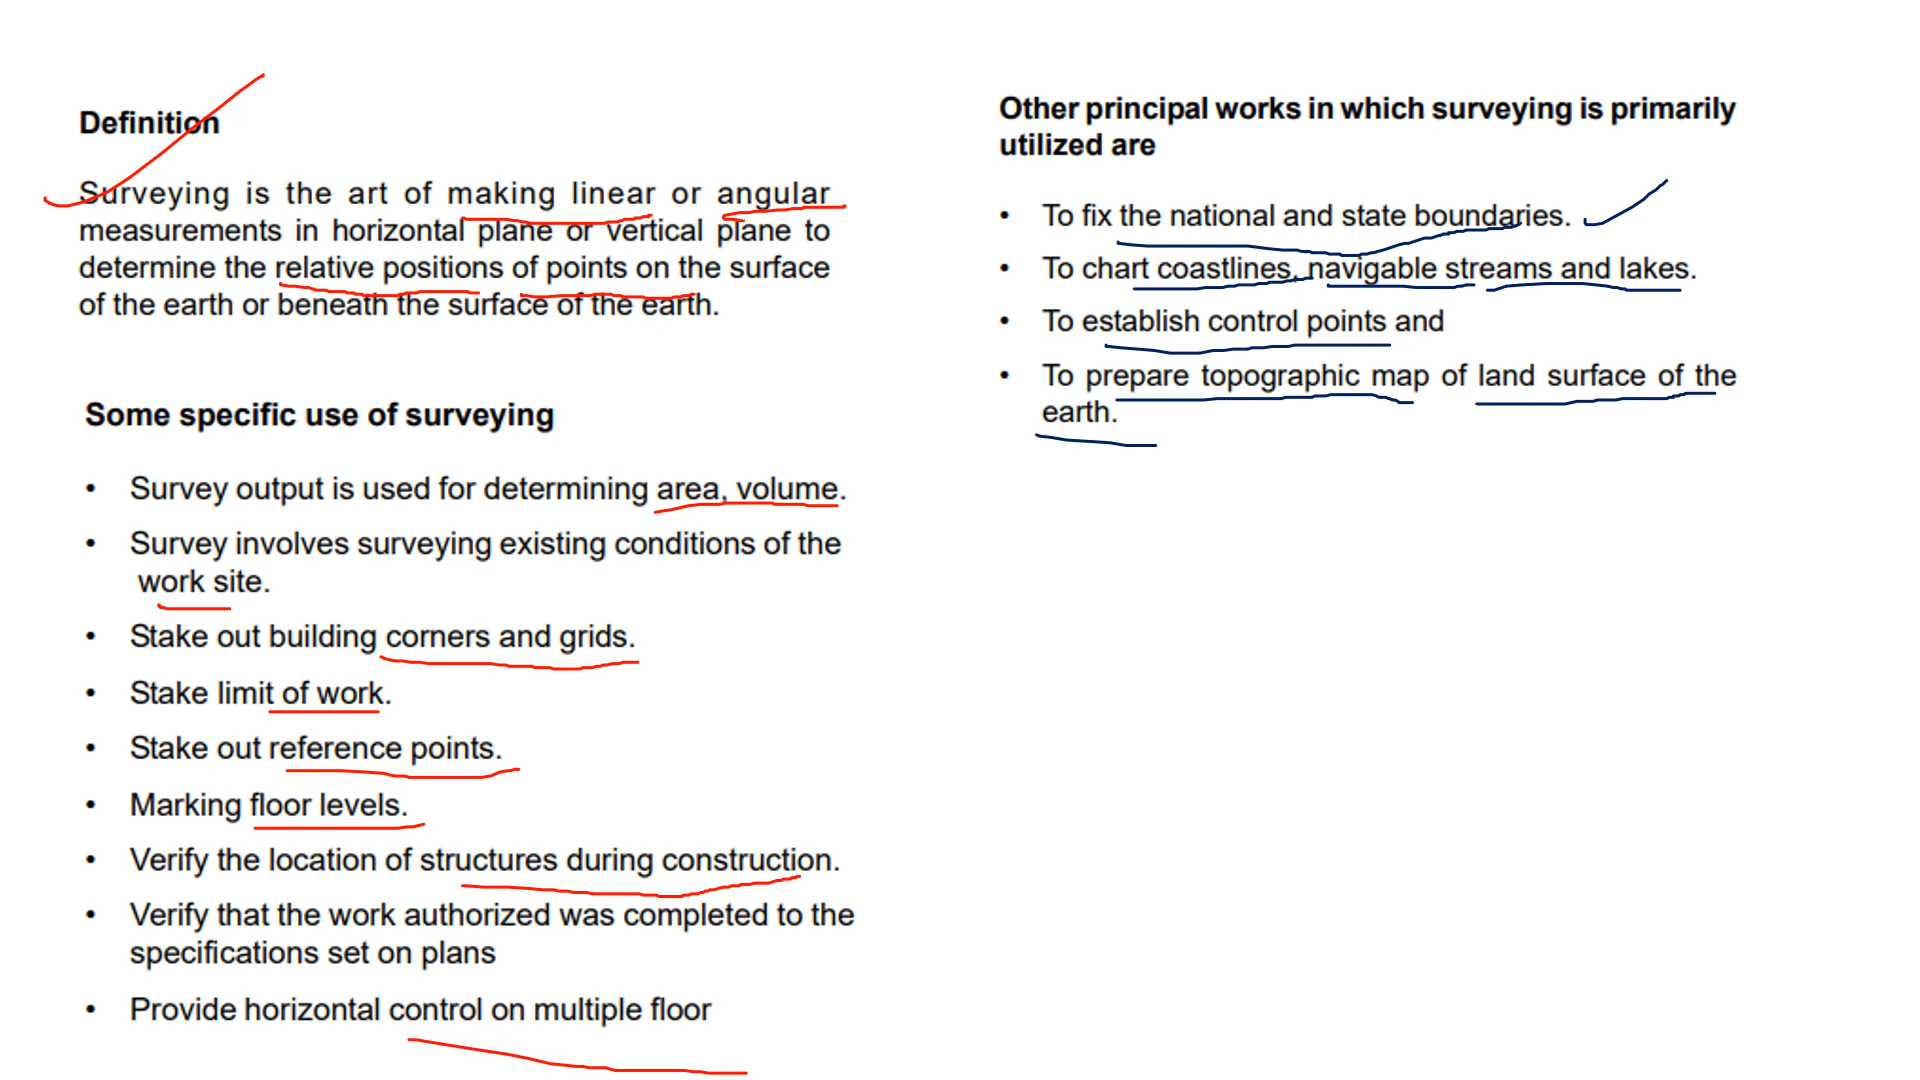 Definition
Surveying is the art of making linear or angular
measurements in horizontal plane or vertical plane to
determine the relative positions of points on the surface
of the earth or beneath the surface of the earth.
Some specific use of surveying
• Survey output is used for determining area, volume.
• Survey involves surveying existing conditions of the
work site.
• Stake out building corners and grids.
• Stake limit of work.
• Stake out reference points.
• Marking floor levels.
• Verify the location of structures during construction.
• Verify that the work authorized was completed to the
specifications set on plans
• Provide horizontal control on multiple floor
Other principal works in which surveying is primarily
utilized are
• To fix the national and state boundaries.
• To chart coastlines, navigable streams and lakes.
• To establish control points and
• To prepare topographic map of land surface of the
earth.